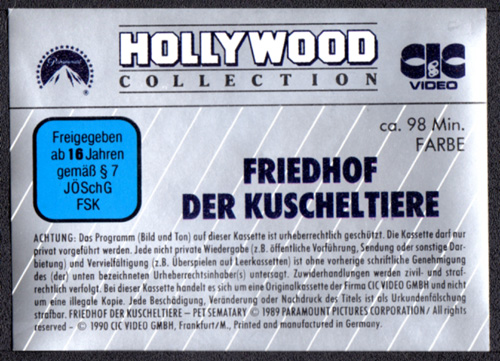 Paramount
HOLLYWOOD
COLLECTION
CIC
&
VIDEO
Freigegeben
ab 16 Jahren
gemäß § 7
JÖSchG
FSK
ca. 98 Min.
FARBE
FRIEDHOF
DER KUSCHELTIERE
ACHTUNG: Das Programm (Bild und Ton) auf dieser Kassette ist urheberrechtlich geschützt. Die Kassette darf nur
privat vorgeführt werden. Jede nicht private Wiedergabe (z.B. öffentliche Vorführung, Sendung oder sonstige Dar-
bietung) und Vervielfältigung (z.B. Überspielen auf Leerkassetten) ist ohne vorherige schriftliche Genehmigung
des (der) unten bezeichneten Urheberrechtsinhaber(s) untersagt. Zuwiderhandlungen werden zivil- und straf-
rechtlich verfolgt. Bei dieser Kassette handelt es sich um eine Originalkassette der Firma CIC VIDEO GMBH und nicht
um eine illegale Kopie. Jede Beschädigung, Veränderung oder Nachdruck des Titels ist als Urkundenfälschung
strafbar. FRIEDHOF DER KUSCHELTIERE – PET SEMATARY © 1989 PARAMOUNT PICTURES CORPORATION / All
rights reserved – © 1990 CIC VIDEO GMBH, Frankfurt/M., Printed and manufactured in Germany.